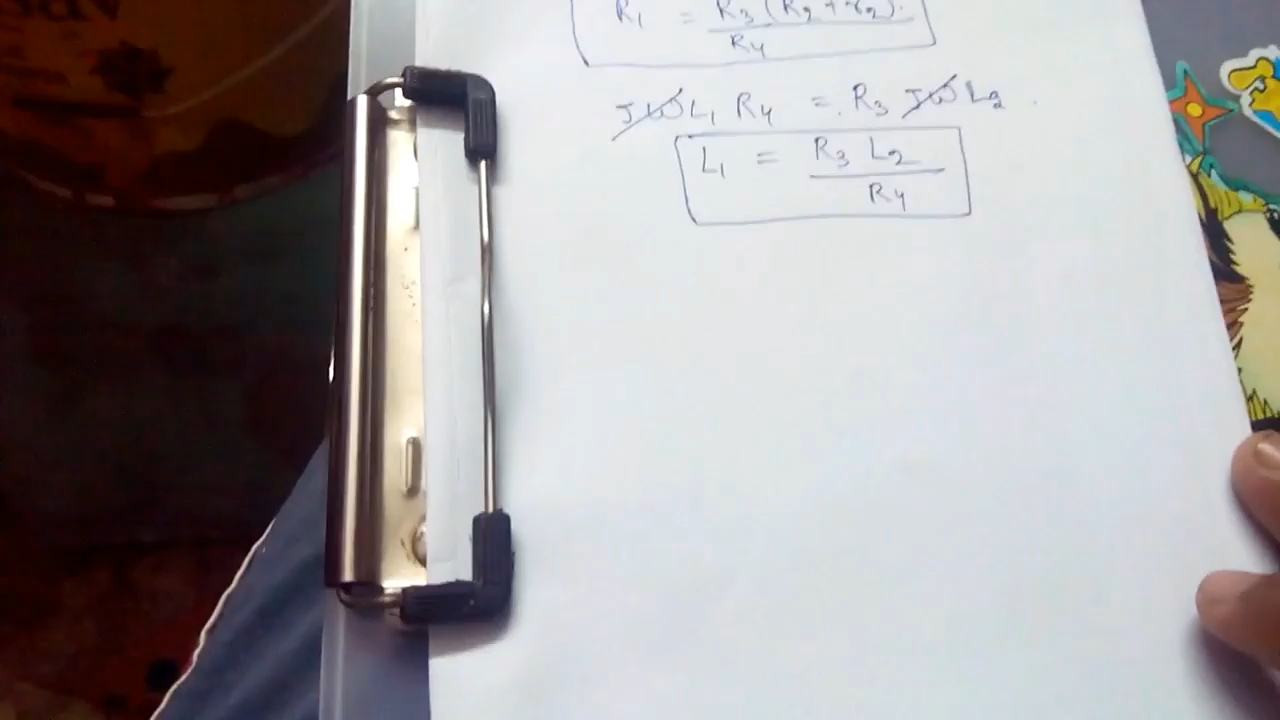 R₁ = R₃ (R₂ + r₂).
R₄
JωL₁ R₄ = R₃ JωL₂
L₁ = R₃ L₂
R₄